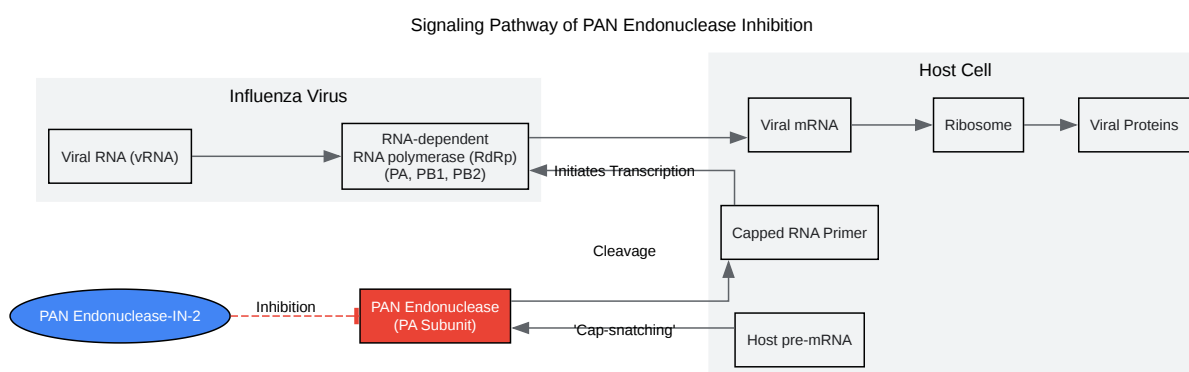 Signaling Pathway of PAN Endonuclease Inhibition
Host Cell
Influenza Virus
Viral RNA (vRNA)
RNA-dependent
RNA polymerase (RdRp)
(PA, PB1, PB2)
Viral mRNA
Ribosome
Viral Proteins
Initiates Transcription
Capped RNA Primer
Cleavage
PAN Endonuclease-IN-2
Inhibition
PAN Endonuclease
(PA Subunit)
'Cap-snatching'
Host pre-mRNA